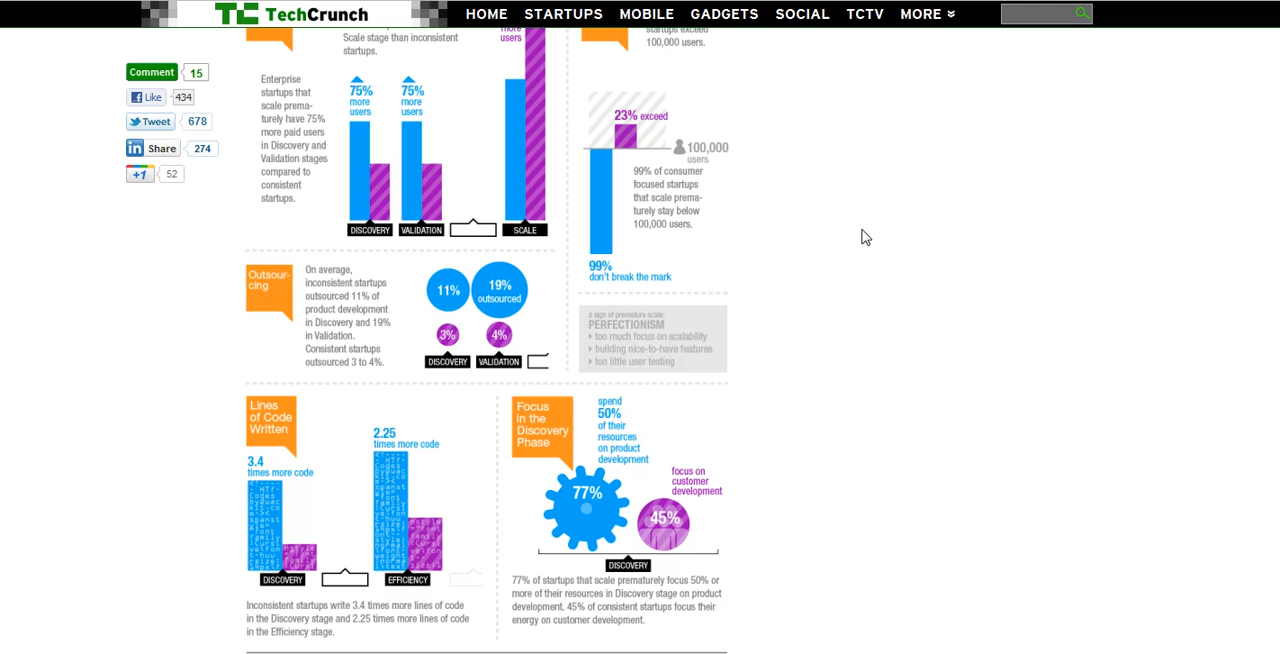 TechCrunch
HOME STARTUPS MOBILE GADGETS SOCIAL TCTV MORE
Comment 15
Like 434
Tweet 678
Share 274
+1 52
Scale stage than inconsistent
startups.
more
users
Enterprise
startups that
scale prema-
turely have 75%
more paid users
in Discovery and
Validation stages
compared to
consistent
startups.
75%
more
users
75%
more
users
DISCOVERY
VALIDATION
SCALE
startups exceed
100,000 users.
23% exceed
100,000
users
99% of consumer
focused startups
that scale prema-
turely stay below
100,000 users.
99%
don't break the mark
Outsour-
cing
On average,
inconsistent startups
outsourced 11% of
product development
in Discovery and 19%
in Validation.
Consistent startups
outsourced 3 to 4%.
11%
19%
outsourced
3%
4%
DISCOVERY
VALIDATION
a sign of premature scale:
PERFECTIONISM
too much focus on scalability
building nice-to-have features
too little user testing
Lines
of Code
Written
3.4
times more code
2.25
times more code
DISCOVERY
EFFICIENCY
Inconsistent startups write 3.4 times more lines of code
in the Discovery stage and 2.25 times more lines of code
in the Efficiency stage.
Focus
in the
Discovery
Phase
spend
50%
of their
resources
on product
development
77%
focus on
customer
development
45%
DISCOVERY
77% of startups that scale prematurely focus 50% or
more of their resources in Discovery stage on product
development. 45% of consistent startups focus their
energy on customer development.